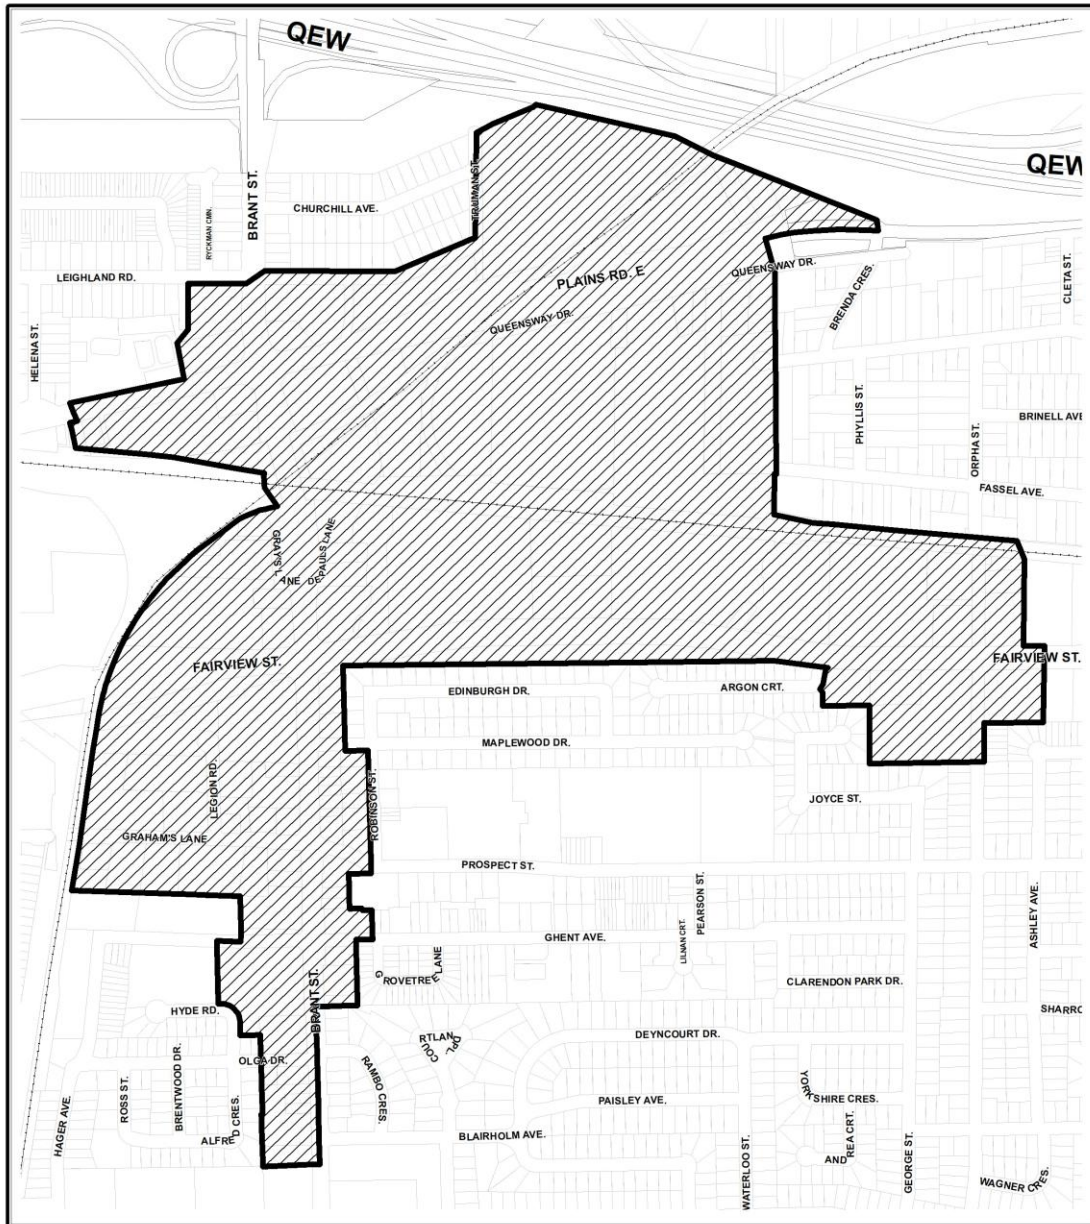 QEW
QEW
BRANT ST.
TRUMAN ST.
CHURCHILL AVE.
RYCKMAN CMN.
LEIGHLAND RD.
PLAINS RD. E
QUEENSWAY DR.
QUEENSWAY DR.
BRENDA CRES.
CLETA ST.
HELENA ST.
PHYLLIS ST.
BRINELL AVE
ORPHA ST.
FASSEL AVE.
GRAYS LANE
DE PAULS LANE
FAIRVIEW ST.
FAIRVIEW ST.
EDINBURGH DR.
ARGON CRT.
MAPLEWOOD DR.
LEGION RD.
ROBINSON ST.
JOYCE ST.
GRAHAM'S LANE
PROSPECT ST.
PEARSON ST.
LILNAN CRT.
ASHLEY AVE.
GHENT AVE.
GROVETREE LANE
CLARENDON PARK DR.
BRANT ST.
HYDE RD.
SHARRO
COURTLAND PL.
DEYNCOURT DR.
OLGA DR.
RAMBO CRES.
ROSS ST.
BRENTWOOD DR.
HAGER AVE.
ALFRED CRES.
PAISLEY AVE.
YORKSHIRE CRES.
BLAIRHOLM AVE.
REA CRT.
AND
WATERLOO ST.
GEORGE ST.
WAGNER CRES.